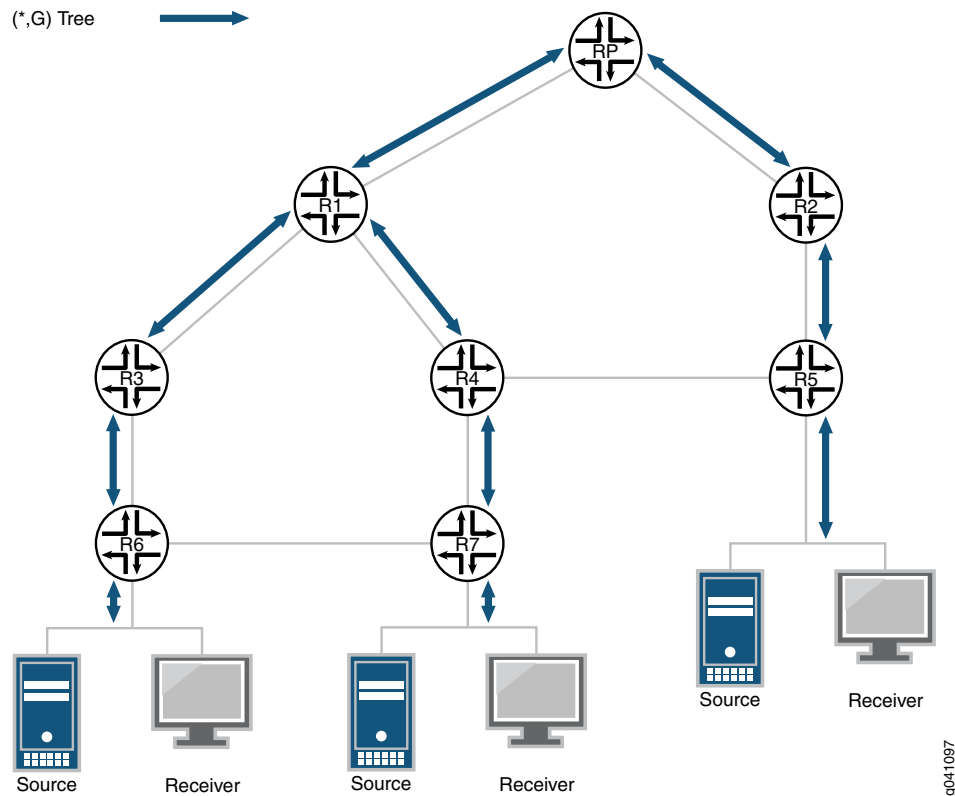 (*,G) Tree
RP
R1
R2
R3
R4
R5
R6
R7
Source
Receiver
Source
Receiver
Source
Receiver
g041097